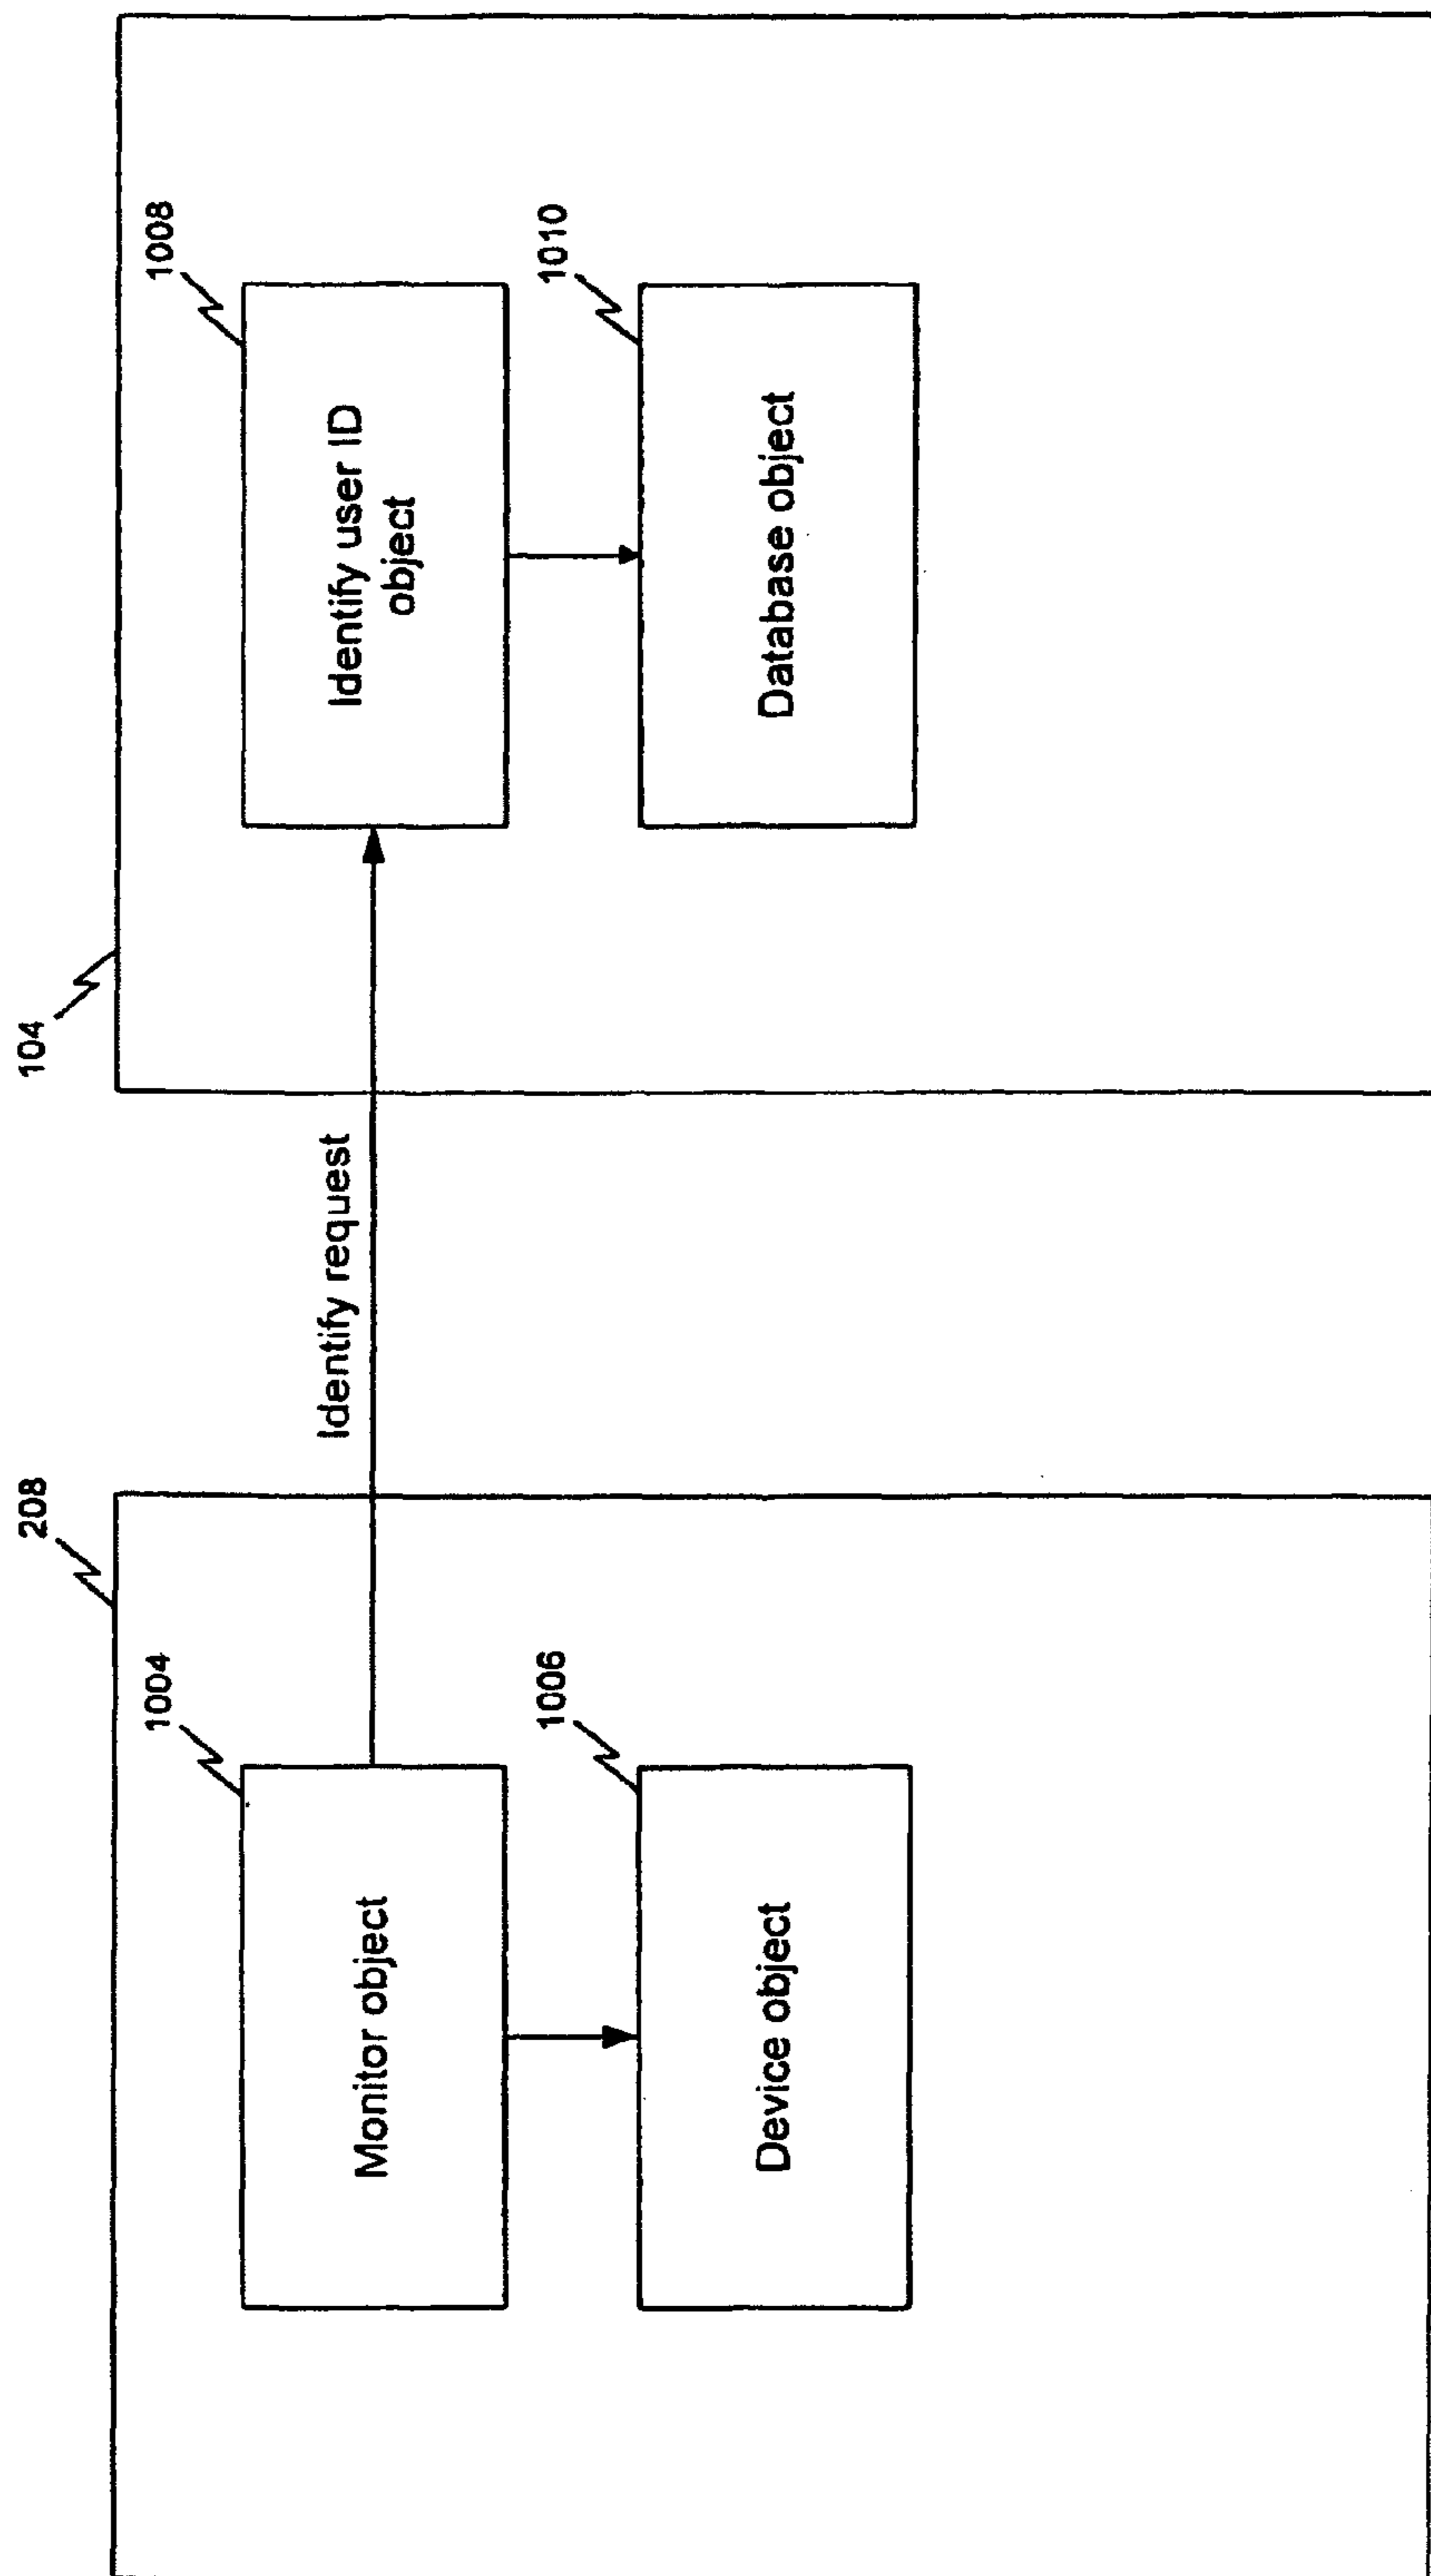 208
104
1004
1008
Monitor object
Identify request
Identify user ID
object
1006
1010
Device object
Database object